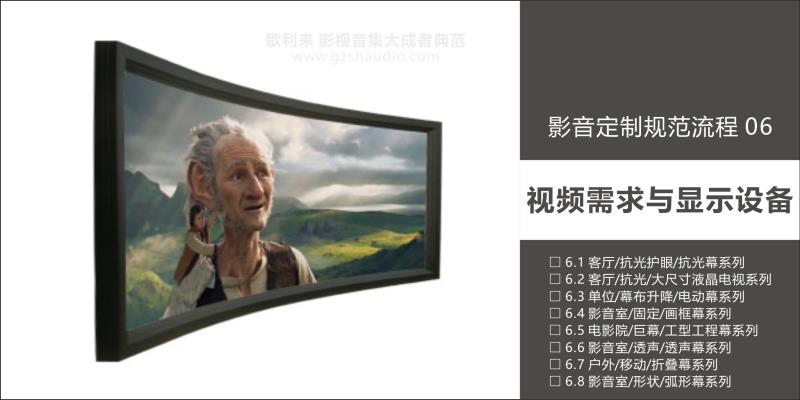 歌利来 影视音集大成者典范
www.gzshaudio.com
影音定制规范流程 06
视频需求与显示设备
□ 6.1 客厅/抗光护眼/抗光幕系列
□ 6.2 客厅/抗光/大尺寸液晶电视系列
□ 6.3 单位/幕布升降/电动幕系列
□ 6.4 影音室/固定/画框幕系列
□ 6.5 电影院/巨幕/工型工程幕系列
□ 6.6 影音室/透声/透声幕系列
□ 6.7 户外/移动/折叠幕系列
□ 6.8 影音室/形状/弧形幕系列